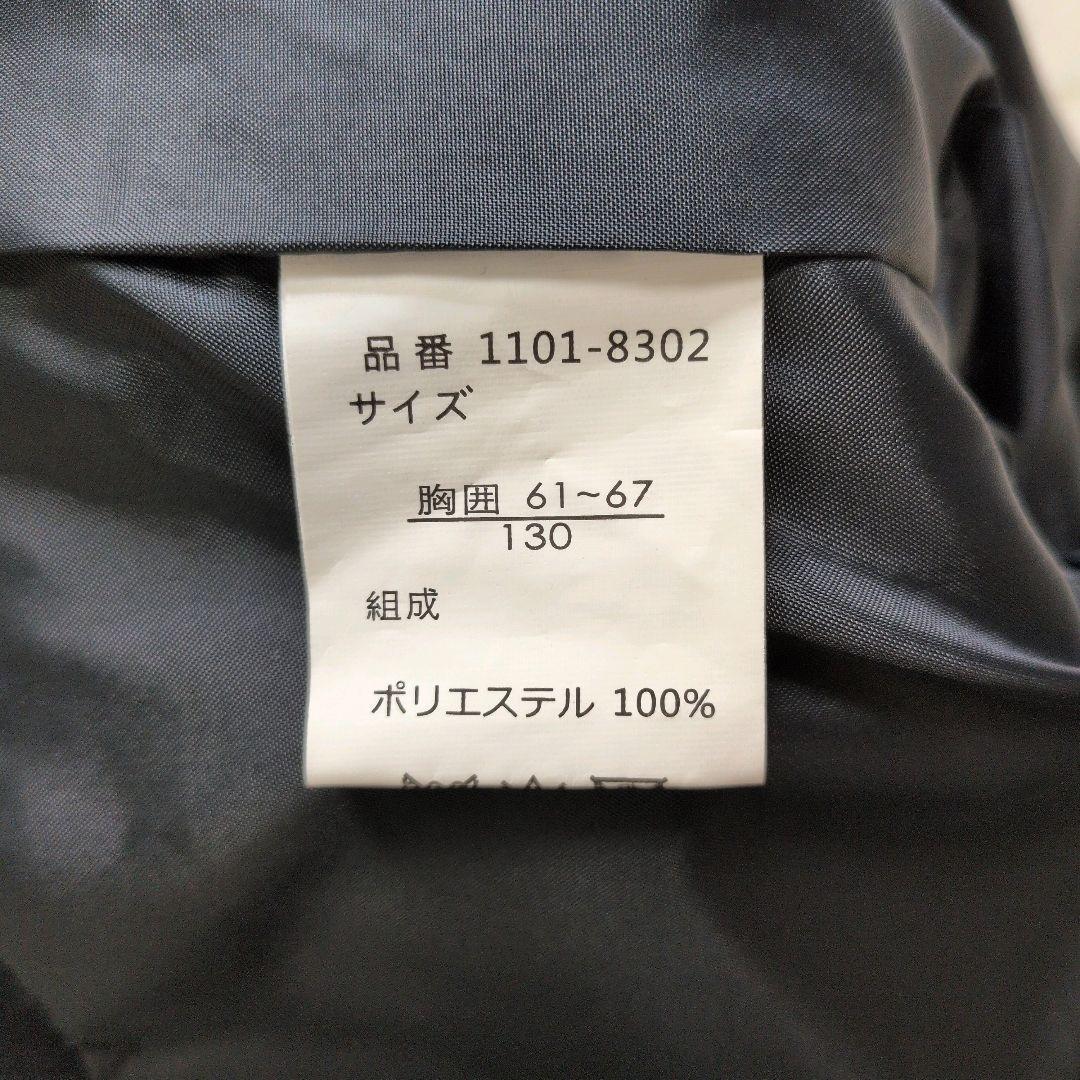 品番 1101-8302
サイズ
胸囲 61~67
130
組成
ポリエステル 100%